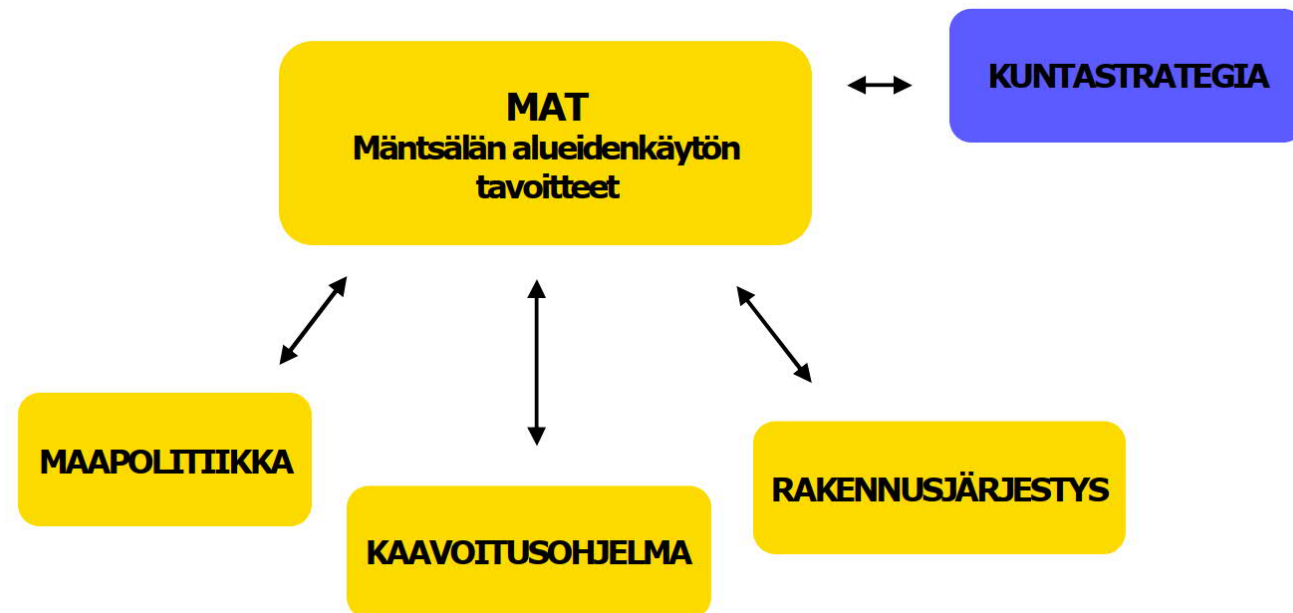 KUNTASTRATEGIA
MAT
Mäntsälän alueidenkäytön
tavoitteet
MAAPOLITIIKKA
RAKENNUSJÄRJESTYS
KAAVOITUSOHJELMA